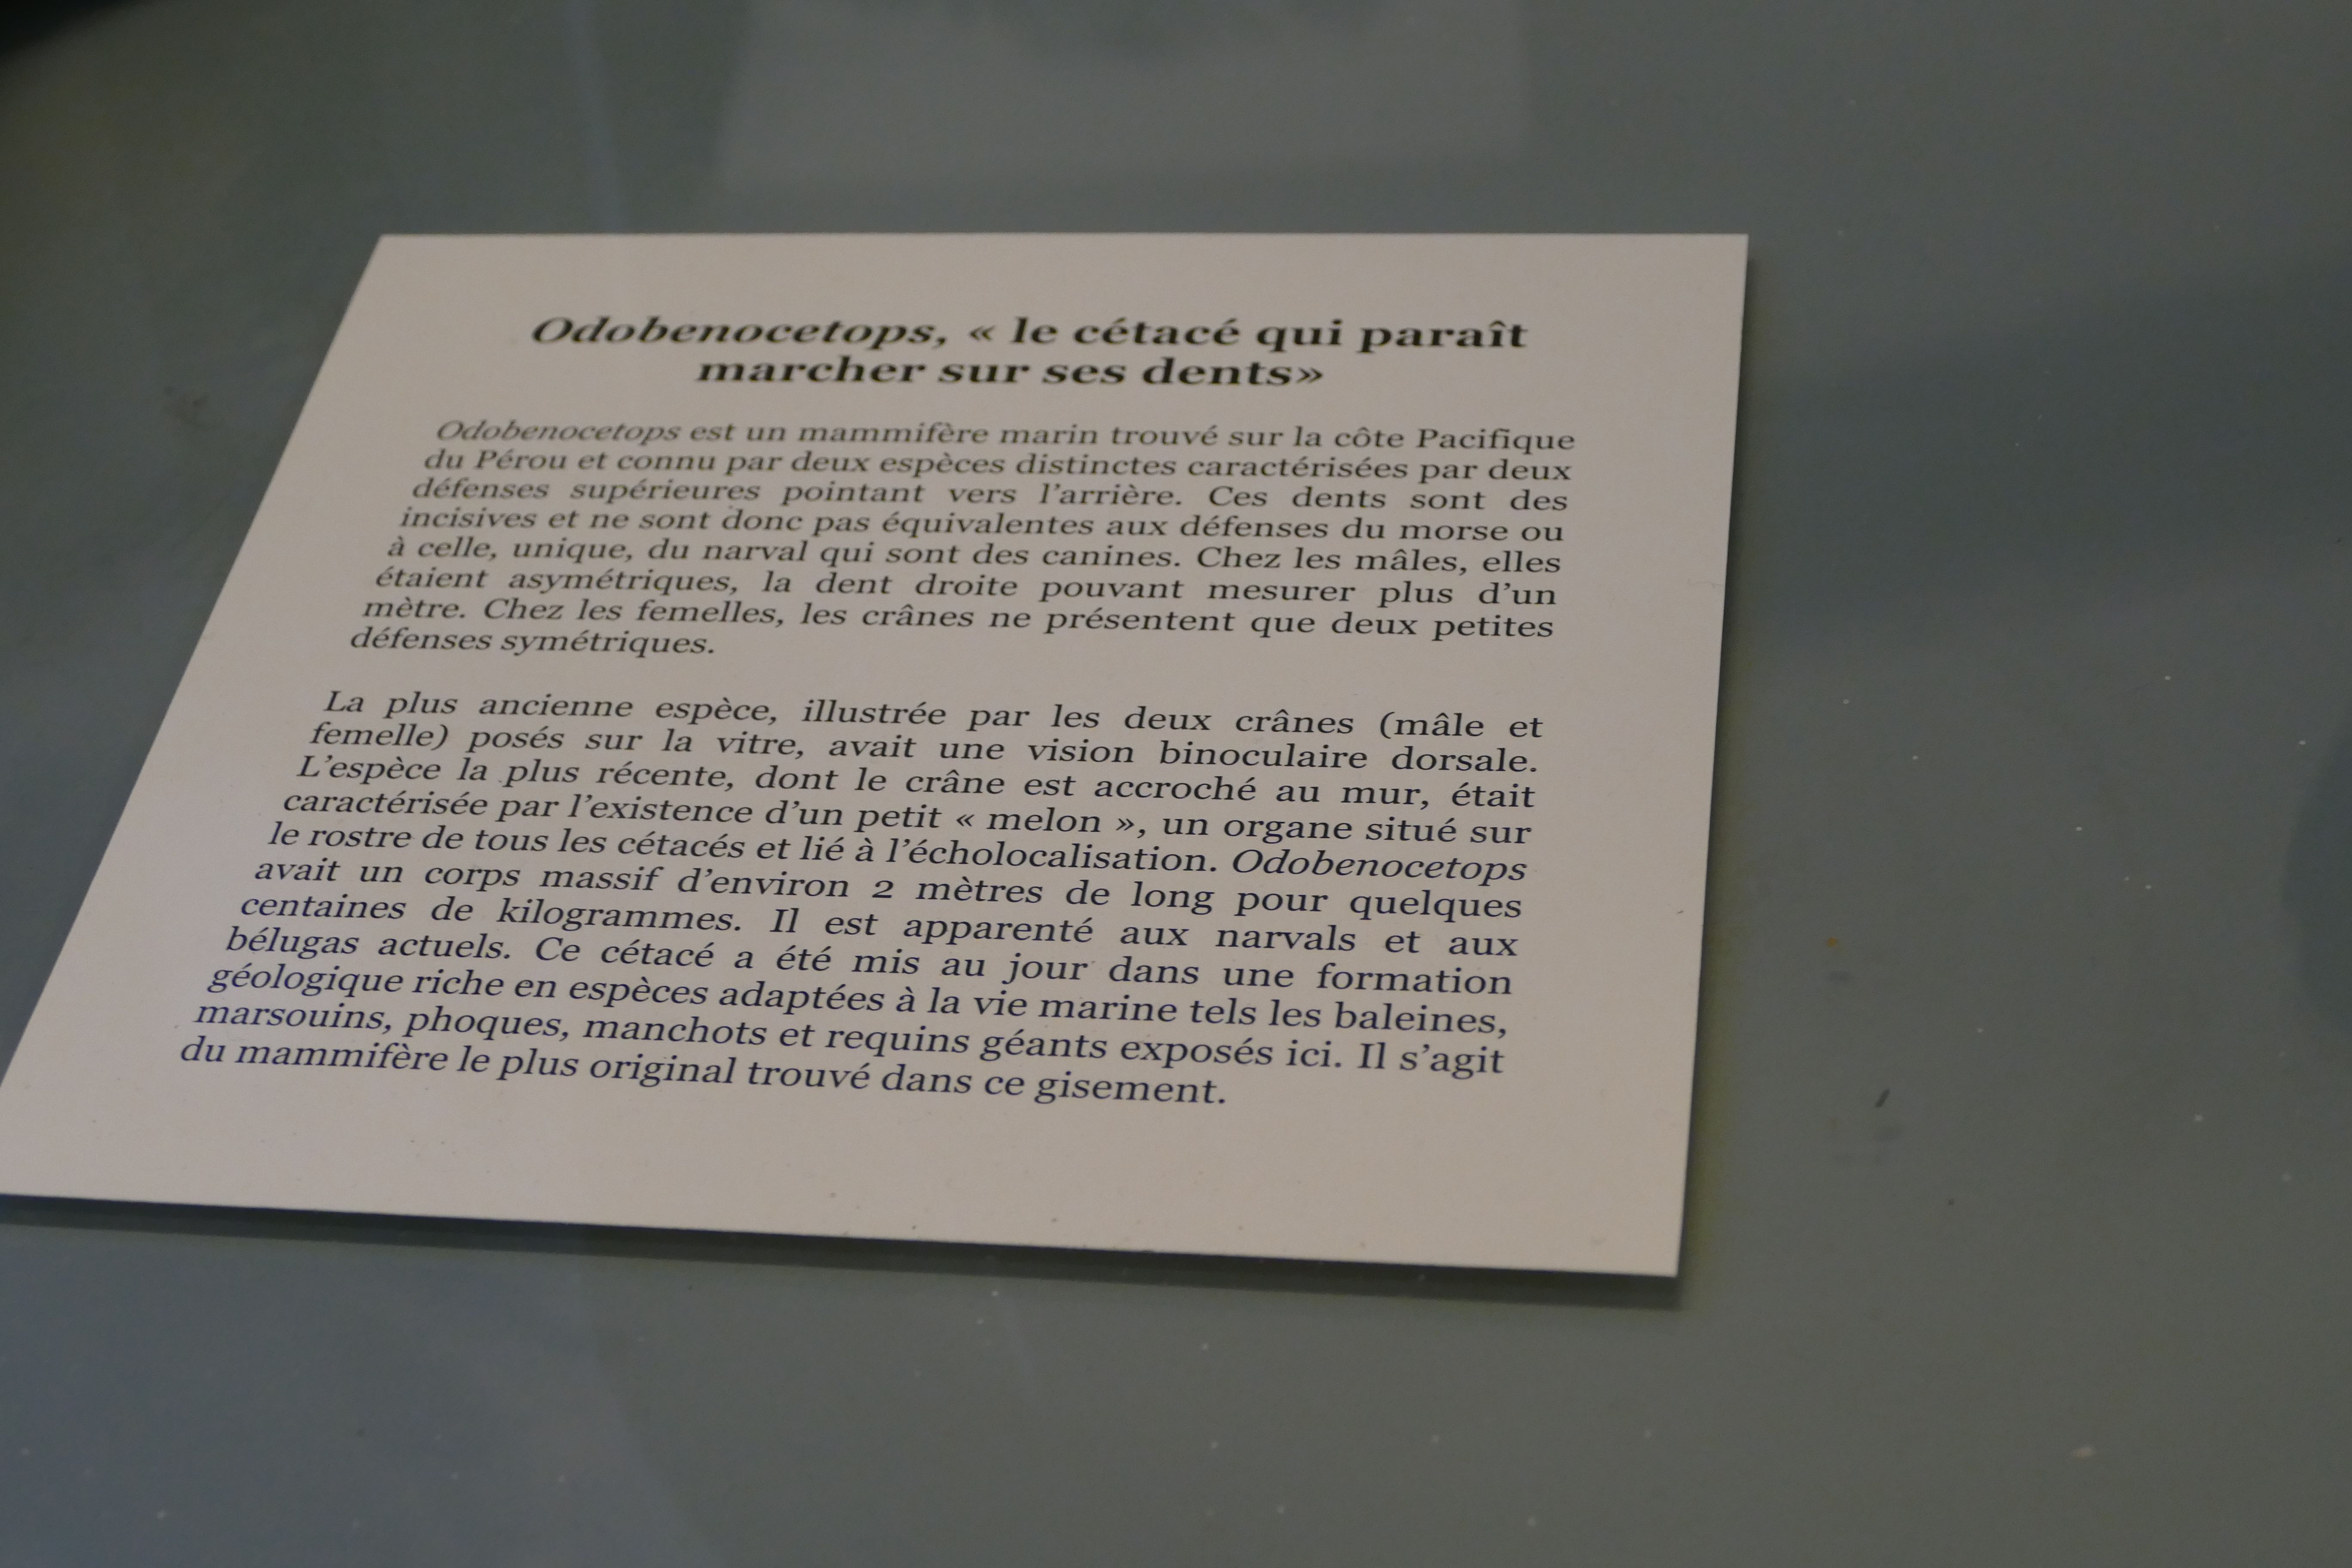 Odobenocetops, « le cétacé qui paraît
marcher sur ses dents»
Odobenocetops est un mammifère marin trouvé sur la côte Pacifique
du Pérou et connu par deux espèces distinctes caractérisées par deux
défenses supérieures pointant vers l'arrière. Ces dents sont des
incisives et ne sont donc pas équivalentes aux défenses du morse ou
à celle, unique, du narval qui sont des canines. Chez les mâles, elles
étaient asymétriques, la dent droite pouvant mesurer plus d'un
mètre. Chez les femelles, les crânes ne présentent que deux petites
défenses symétriques.
La plus ancienne espèce, illustrée par les deux crânes (mâle et
femelle) posés sur la vitre, avait une vision binoculaire dorsale.
L'espèce la plus récente, dont le crâne est accroché au mur, était
caractérisée par l'existence d'un petit « melon », un organe situé sur
le rostre de tous les cétacés et lié à l'écholocalisation. Odobenocetops
avait un corps massif d'environ 2 mètres de long pour quelques
centaines de kilogrammes. Il est apparenté aux narvals et aux
bélugas actuels. Ce cétacé a été mis au jour dans une formation
géologique riche en espèces adaptées à la vie marine tels les baleines,
marsouins, phoques, manchots et requins géants exposés ici. Il s'agit
du mammifère le plus original trouvé dans ce gisement.